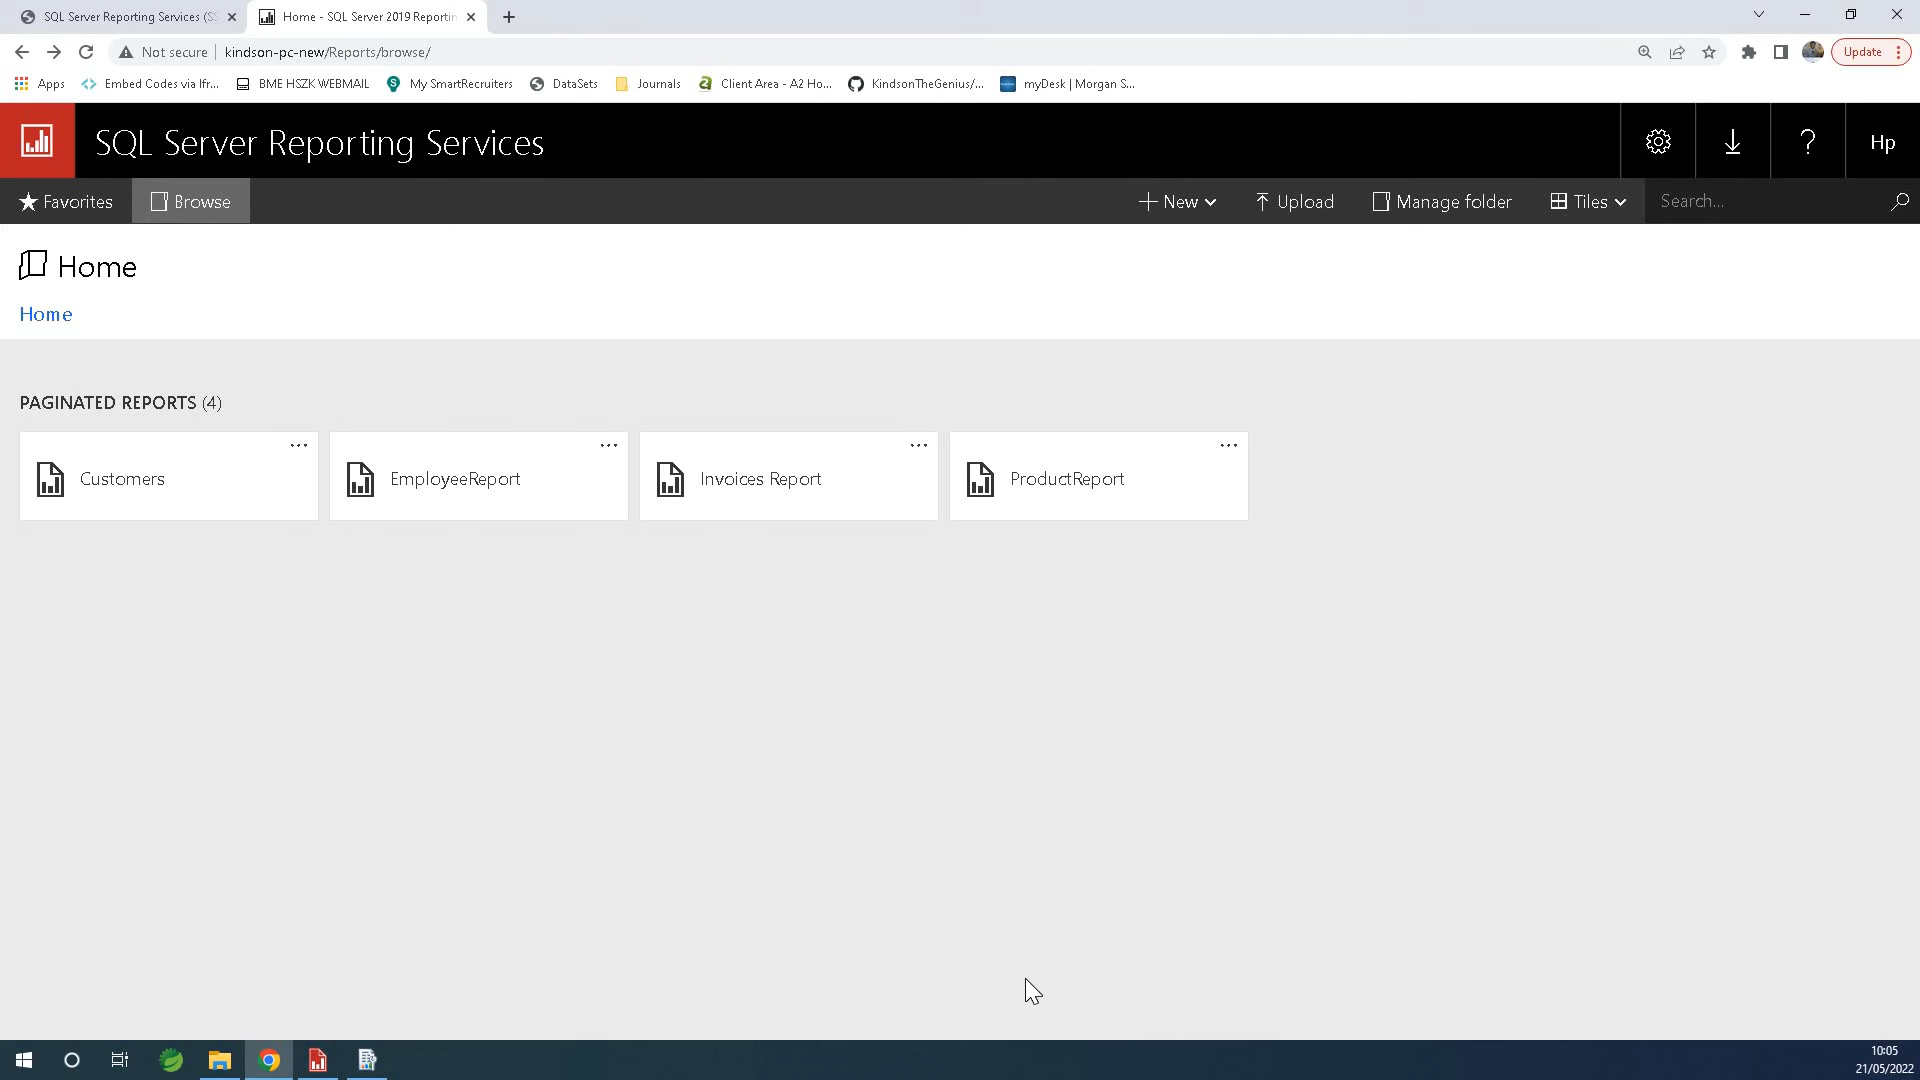 SQL Server Reporting Services (SS
Home - SQL Server 2019 Reportin
Not secure
kindson-pc-new/Reports/browse/
Update
Apps
Embed Codes via Ifr...
BME HSZK WEBMAIL
My SmartRecruiters
DataSets
Journals
Client Area - A2 Ho...
KindsonTheGenius/...
myDesk | Morgan S...
SQL Server Reporting Services
?
Hp
Favorites
Browse
New
Upload
Manage folder
Tiles
Search...
Home
Home
PAGINATED REPORTS (4)
Customers
EmployeeReport
Invoices Report
ProductReport
10:05
21/05/2022